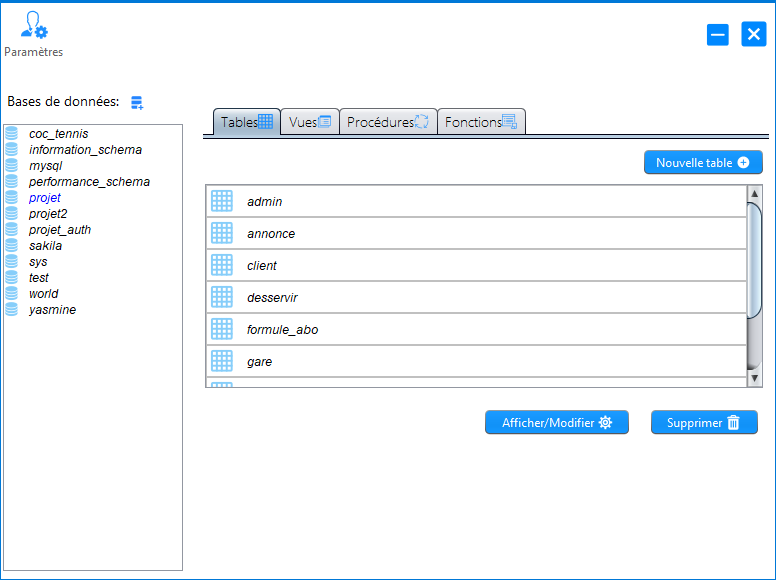 Paramètres
Bases de données:
coc_tennis
information_schema
mysql
performance_schema
projet
projet2
projet_auth
sakila
sys
test
world
yasmine
Tables Vues Procédures Fonctions
Nouvelle table
admin
annonce
client
desservir
formule_abo
gare
Afficher/Modifier Supprimer